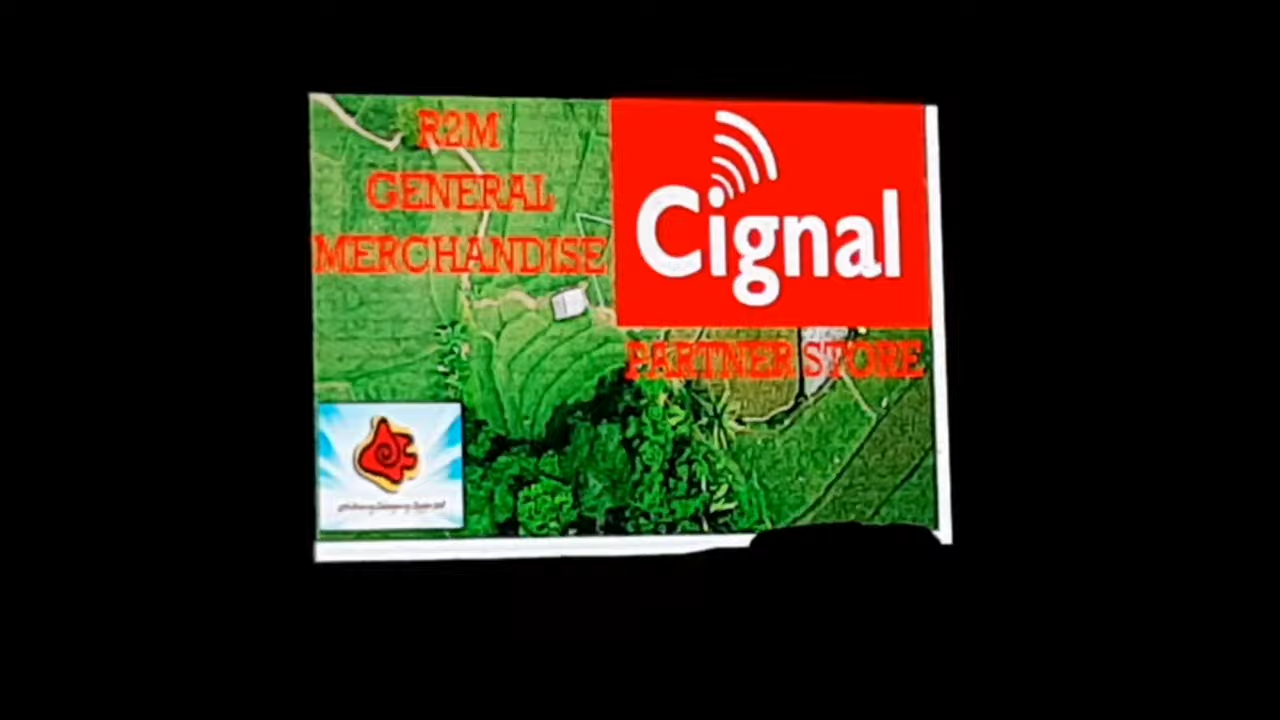 R2M
GENERAL
MERCHANDISE
Cignal
PARTNER STORE